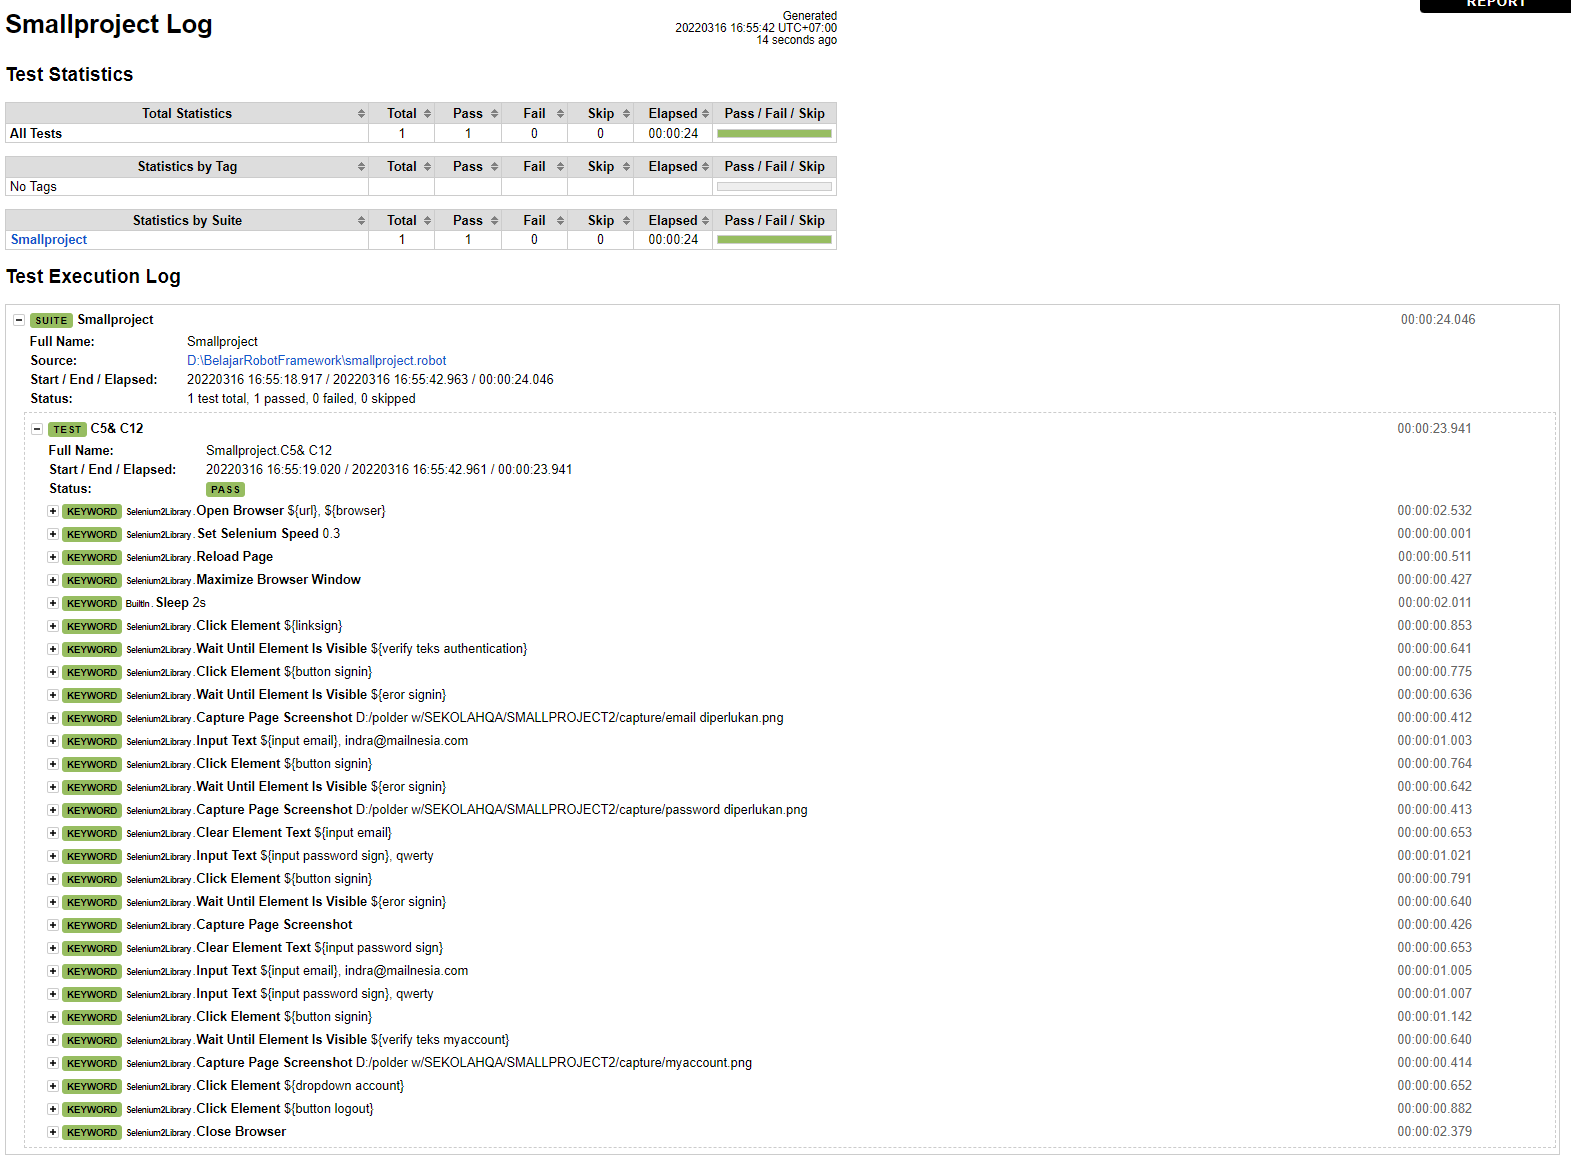 REPORT
Smallproject Log
Generated
20220316 16:55:42 UTC+07:00
14 seconds ago
Test Statistics
Total Statistics Total Pass Fail Skip Elapsed Pass / Fail / Skip
All Tests 1 1 0 0 00:00:24
Statistics by Tag Total Pass Fail Skip Elapsed Pass / Fail / Skip
No Tags
Statistics by Suite Total Pass Fail Skip Elapsed Pass / Fail / Skip
Smallproject 1 1 0 0 00:00:24
Test Execution Log
SUITE Smallproject 00:00:24.046
Full Name: Smallproject
Source: D:\BelajarRobotFramework\smallproject.robot
Start / End / Elapsed: 20220316 16:55:18.917 / 20220316 16:55:42.963 / 00:00:24.046
Status: 1 test total, 1 passed, 0 failed, 0 skipped
TEST C5& C12 00:00:23.941
Full Name: Smallproject.C5& C12
Start / End / Elapsed: 20220316 16:55:19.020 / 20220316 16:55:42.961 / 00:00:23.941
Status: PASS
KEYWORD Selenium2Library.Open Browser ${url}, ${browser} 00:00:02.532
KEYWORD Selenium2Library.Set Selenium Speed 0.3 00:00:00.001
KEYWORD Selenium2Library.Reload Page 00:00:00.511
KEYWORD Selenium2Library.Maximize Browser Window 00:00:00.427
KEYWORD BuiltIn.Sleep 2s 00:00:02.011
KEYWORD Selenium2Library.Click Element ${linksign} 00:00:00.853
KEYWORD Selenium2Library.Wait Until Element Is Visible ${verify teks authentication} 00:00:00.641
KEYWORD Selenium2Library.Click Element ${button signin} 00:00:00.775
KEYWORD Selenium2Library.Wait Until Element Is Visible ${eror signin} 00:00:00.636
KEYWORD Selenium2Library.Capture Page Screenshot D:/polder w/SEKOLAHQA/SMALLPROJECT2/capture/email diperlukan.png 00:00:00.412
KEYWORD Selenium2Library.Input Text ${input email}, indra@mailnesia.com 00:00:01.003
KEYWORD Selenium2Library.Click Element ${button signin} 00:00:00.764
KEYWORD Selenium2Library.Wait Until Element Is Visible ${eror signin} 00:00:00.642
KEYWORD Selenium2Library.Capture Page Screenshot D:/polder w/SEKOLAHQA/SMALLPROJECT2/capture/password diperlukan.png 00:00:00.413
KEYWORD Selenium2Library.Clear Element Text ${input email} 00:00:00.653
KEYWORD Selenium2Library.Input Text ${input password sign}, qwerty 00:00:01.021
KEYWORD Selenium2Library.Click Element ${button signin} 00:00:00.791
KEYWORD Selenium2Library.Wait Until Element Is Visible ${eror signin} 00:00:00.640
KEYWORD Selenium2Library.Capture Page Screenshot 00:00:00.426
KEYWORD Selenium2Library.Clear Element Text ${input password sign} 00:00:00.653
KEYWORD Selenium2Library.Input Text ${input email}, indra@mailnesia.com 00:00:01.005
KEYWORD Selenium2Library.Input Text ${input password sign}, qwerty 00:00:01.007
KEYWORD Selenium2Library.Click Element ${button signin} 00:00:01.142
KEYWORD Selenium2Library.Wait Until Element Is Visible ${verify teks myaccount} 00:00:00.640
KEYWORD Selenium2Library.Capture Page Screenshot D:/polder w/SEKOLAHQA/SMALLPROJECT2/capture/myaccount.png 00:00:00.414
KEYWORD Selenium2Library.Click Element ${dropdown account} 00:00:00.652
KEYWORD Selenium2Library.Click Element ${button logout} 00:00:00.882
KEYWORD Selenium2Library.Close Browser 00:00:02.379